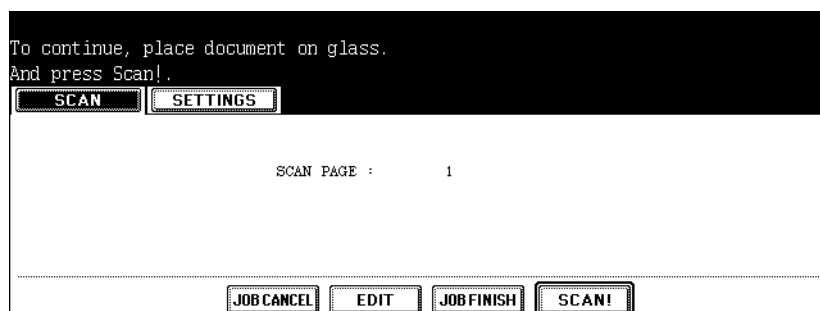 To continue, place document on glass.
And press Scan!.
SCAN SETTINGS
SCAN PAGE : 1
JOB CANCEL EDIT JOB FINISH SCAN!